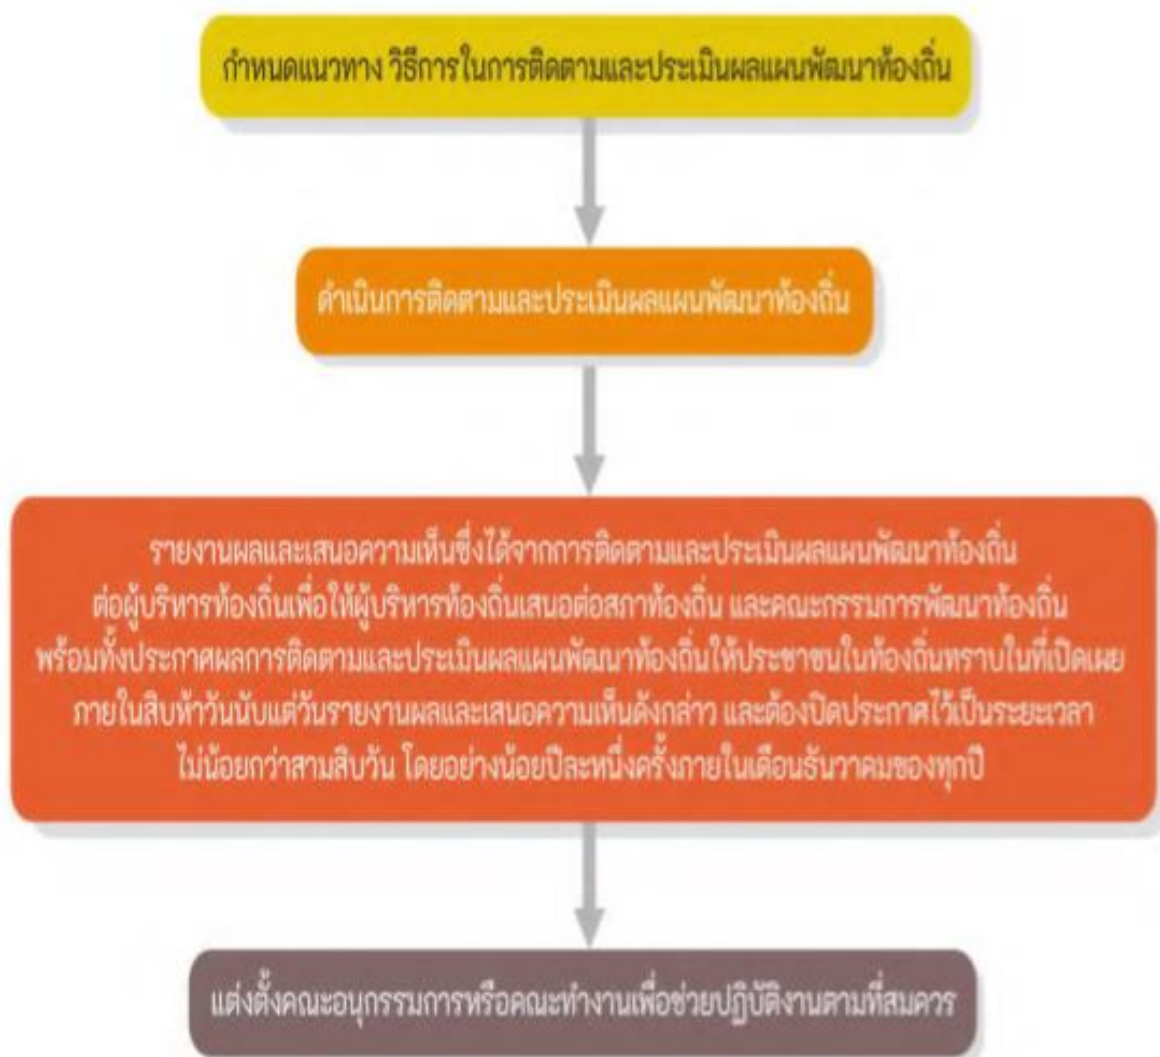 กำหนดแนวทาง วิธีการในการติดตามและประเมินผลแผนพัฒนาท้องถิ่น
ดำเนินการติดตามและประเมินผลแผนพัฒนาท้องถิ่น
รายงานผลและเสนอความเห็นซึ่งได้จากการติดตามและประเมินผลแผนพัฒนาท้องถิ่น
ต่อผู้บริหารท้องถิ่นเพื่อให้ผู้บริหารท้องถิ่นเสนอต่อสภาท้องถิ่น และคณะกรรมการพัฒนาท้องถิ่น
พร้อมทั้งประกาศผลการติดตามและประเมินผลแผนพัฒนาท้องถิ่นให้ประชาชนในท้องถิ่นทราบในที่เปิดเผย
ภายในสิบห้าวันนับแต่วันรายงานผลและเสนอความเห็นดังกล่าว และต้องปิดประกาศไว้เป็นระยะเวลา
ไม่น้อยกว่าสามสิบวัน โดยอย่างน้อยปีละหนึ่งครั้งภายในเดือนธันวาคมของทุกปี
แต่งตั้งคณะอนุกรรมการหรือคณะทำงานเพื่อช่วยปฏิบัติงานตามที่สมควร